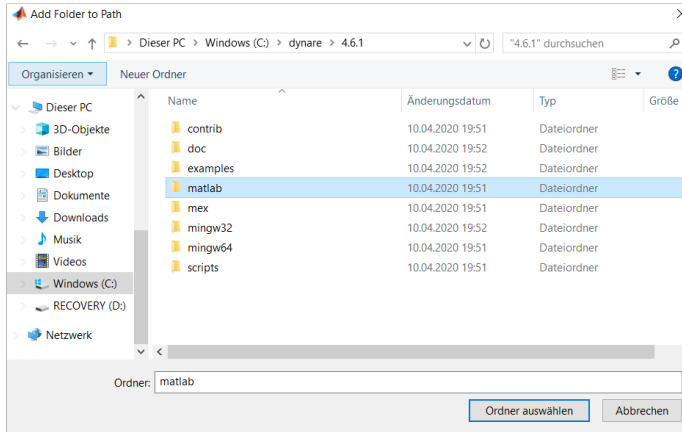 Add Folder to Path
Dieser PC > Windows (C:) > dynare > 4.6.1
"4.6.1" durchsuchen
Organisieren
Neuer Ordner
Name Änderungsdatum Typ Größe
Dieser PC
3D-Objekte
Bilder
Desktop
Dokumente
Downloads
Musik
Videos
Windows (C:)
RECOVERY (D:)
Netzwerk
contrib 10.04.2020 19:51 Dateiordner
doc 10.04.2020 19:52 Dateiordner
examples 10.04.2020 19:52 Dateiordner
matlab 10.04.2020 19:51 Dateiordner
mex 10.04.2020 19:51 Dateiordner
mingw32 10.04.2020 19:52 Dateiordner
mingw64 10.04.2020 19:51 Dateiordner
scripts 10.04.2020 19:51 Dateiordner
Ordner: matlab
Ordner auswählen
Abbrechen